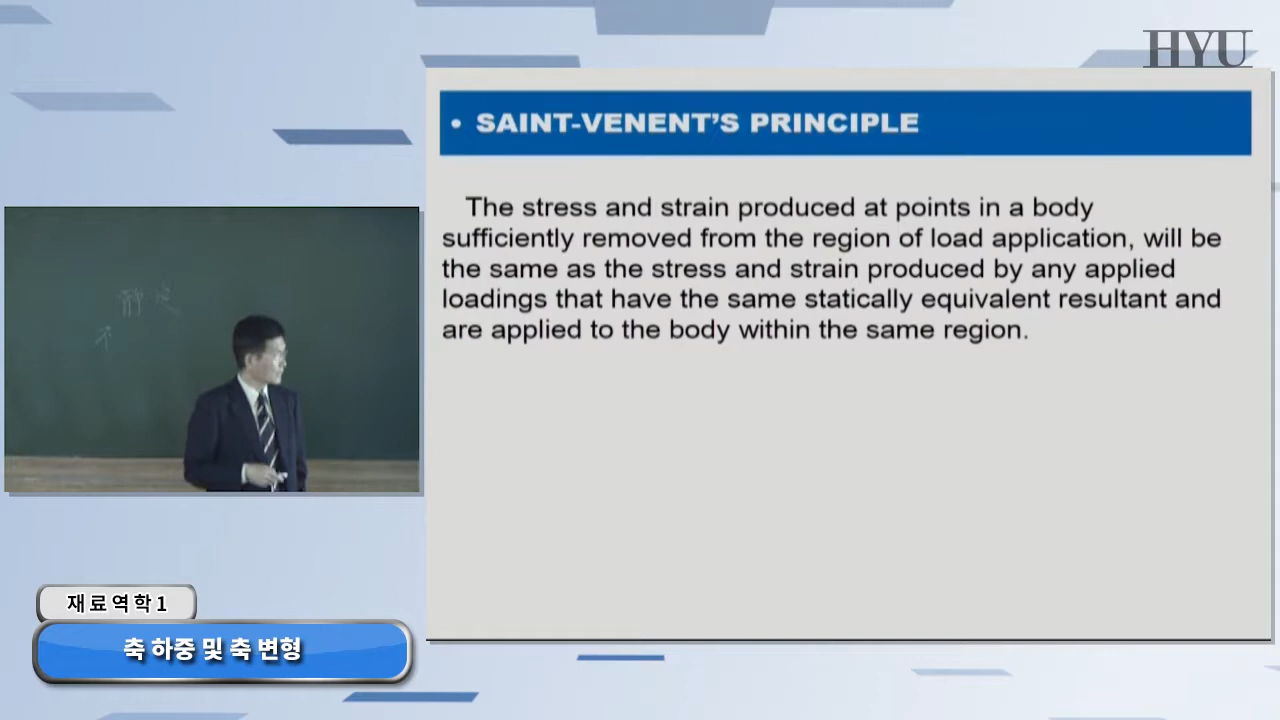 HYU
• SAINT-VENENT'S PRINCIPLE
The stress and strain produced at points in a body
sufficiently removed from the region of load application, will be
the same as the stress and strain produced by any applied
loadings that have the same statically equivalent resultant and
are applied to the body within the same region.
재료역학1
축 하중 및 축 변형